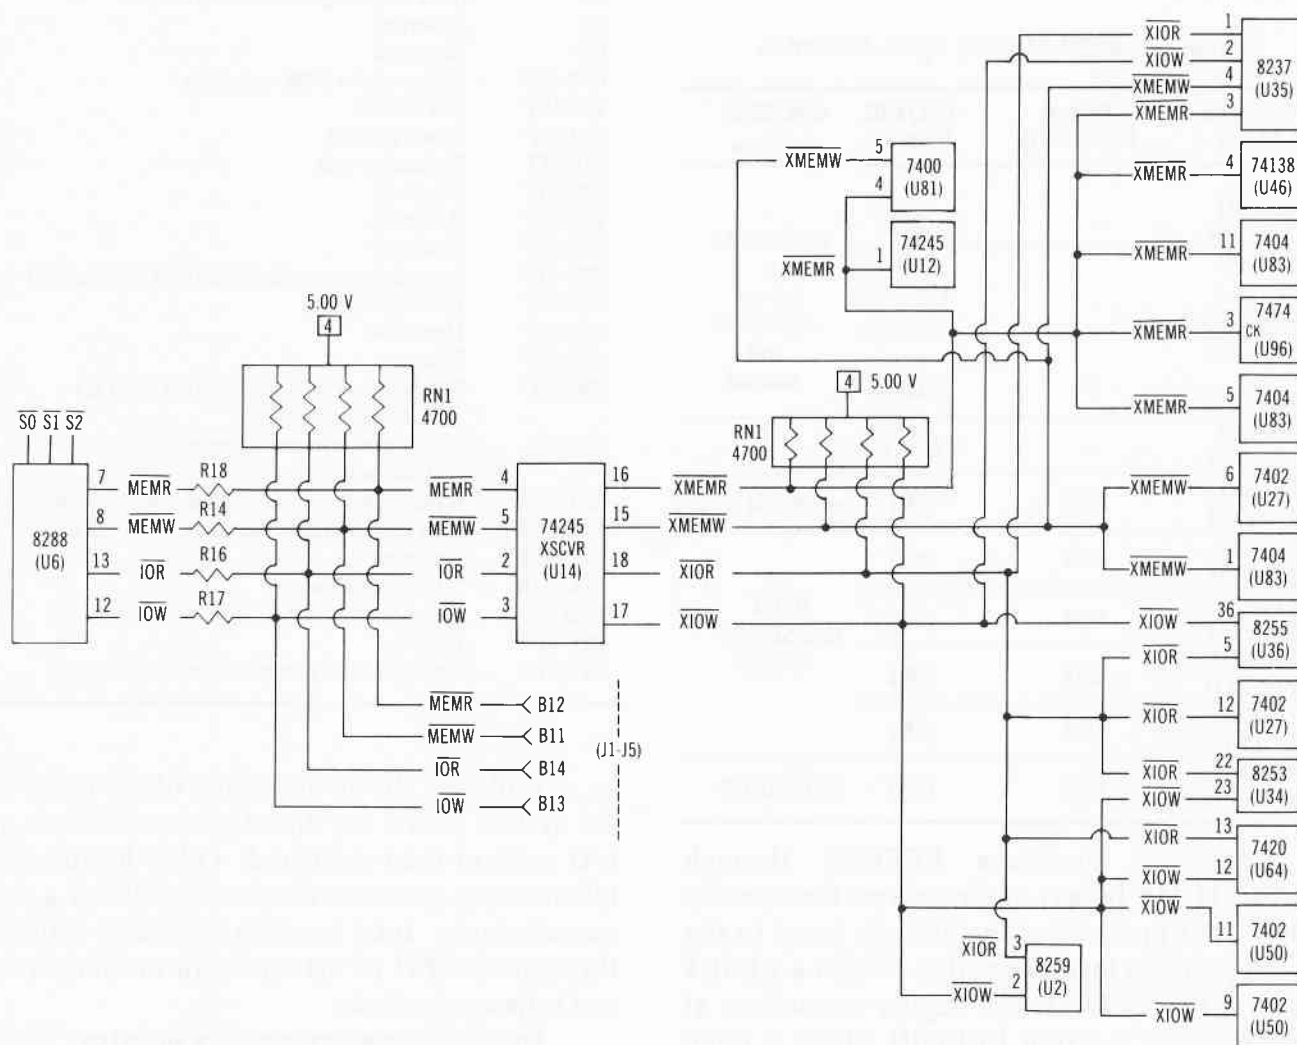 5.00 V
4
RN1
4700
S0 S1 S2
8288
(U6)
7 MEMR R18
8 MEMW R14
13 IOR R16
12 IOW R17
MEMR 4
MEMW 5
IOR 2
IOW 3
74245
XSCVR
(U14)
16 XMEMR
15 XMEMW
18 XIOR
17 XIOW
MEMR B12
MEMW B11
IOR B14
IOW B13
(J1-J5)
4 5.00 V
RN1
4700
XMEMW 5
4
7400
(U81)
XMEMR 1
74245
(U12)
XIOR 1
XIOW 2
XMEMW 4
XMEMR 3
8237
(U35)
XMEMR 4
74138
(U46)
XMEMR 11
7404
(U83)
XMEMR 3
7474
CK
(U96)
XMEMR 5
7404
(U83)
XMEMW 6
7402
(U27)
XMEMW 1
7404
(U83)
XIOW 36
XIOR 5
8255
(U36)
XIOR 12
7402
(U27)
XIOR 22
XIOW 23
8253
(U34)
XIOR 13
XIOW 12
7420
(U64)
XIOW 11
7402
(U50)
XIOR 3
XIOW 2
8259
(U2)
XIOW 9
7402
(U50)